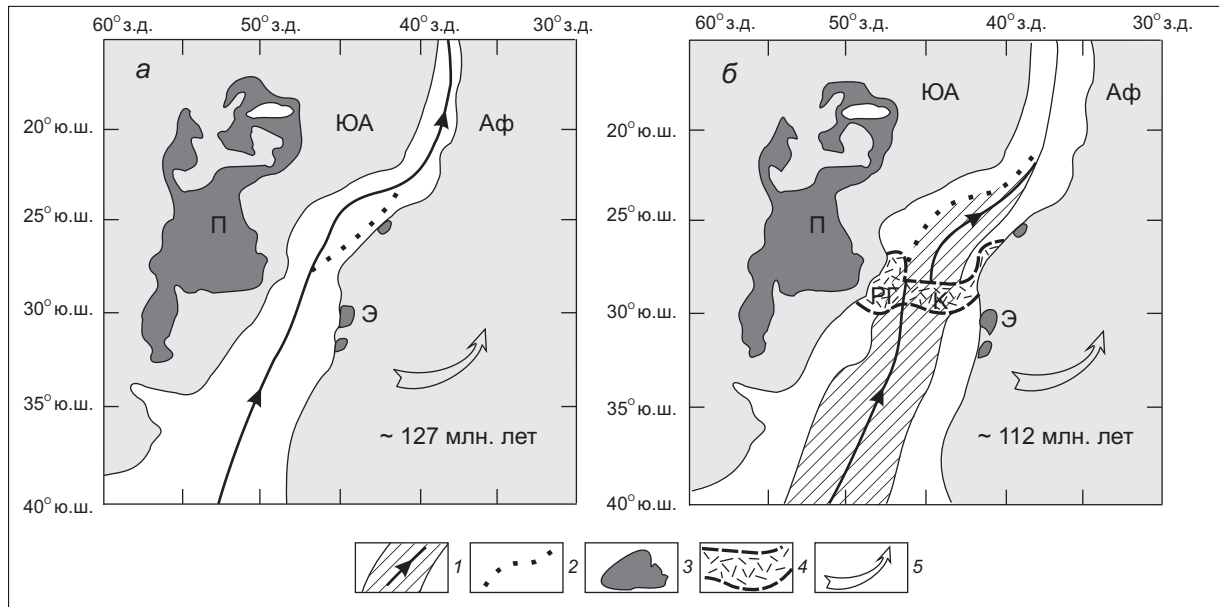 60° з.д. 50° з.д. 40° з.д. 30° з.д. 60° з.д. 50° з.д. 40° з.д. 30° з.д.
а
ЮА
Аф
20° ю.ш.
25° ю.ш.
П
30° ю.ш.
Э
35° ю.ш.
~ 127 млн. лет
40° ю.ш.
б
ЮА
Аф
20° ю.ш.
25° ю.ш.
П
30° ю.ш.
РГ
К
Э
35° ю.ш.
~ 112 млн. лет
40° ю.ш.
1 2 3 4 5